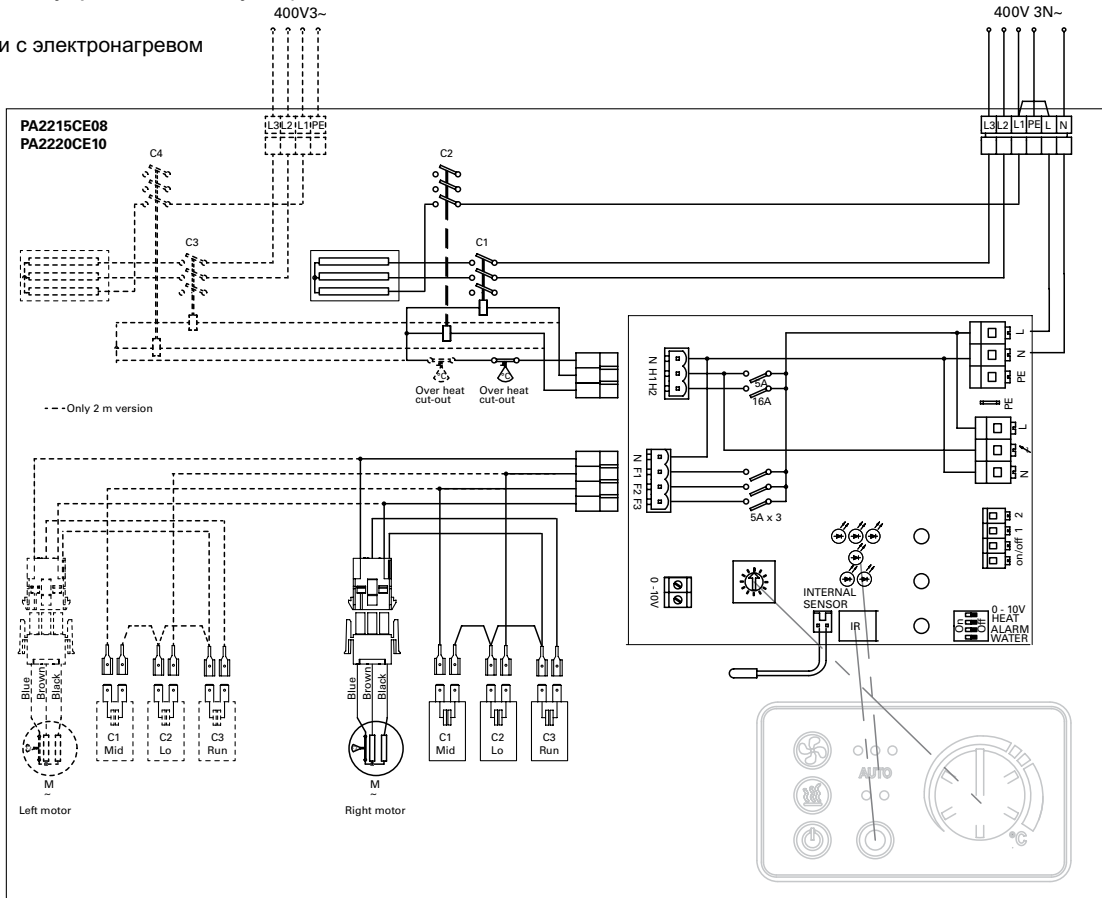 400V3~
400V 3N~
и с электронагревом
PA2215CE08
PA2220CE10
L3 L2 L1 PE
L3 L2 L1 PE L N
C4
C2
C3
C1
°C
°C
Over heat
cut-out
Over heat
cut-out
--- Only 2 m version
N H1 H2
5A
16A
L
N
PE
PE
L
N
N F1 F2 F3
5A x 3
on/off 1 2
0 - 10V
INTERNAL
SENSOR
IR
On
Off
0 - 10V
HEAT
ALARM
WATER
Blue
Brown
Black
C1
Mid
C2
Lo
C3
Run
M
~
Left motor
Blue
Brown
Black
C1
Mid
C2
Lo
C3
Run
M
~
Right motor
AUTO
°C